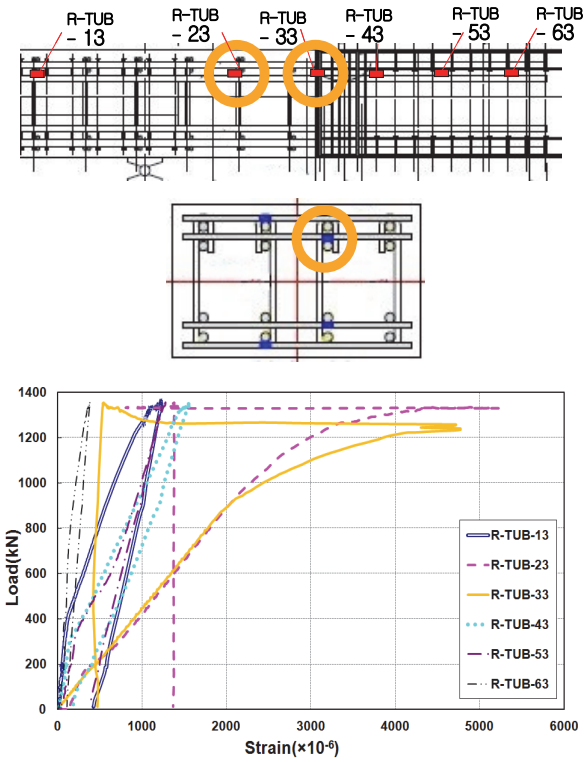 R-TUB
- 13
R-TUB
- 23
R-TUB
- 33
R-TUB
- 43
R-TUB
- 53
R-TUB
- 63
1400
1200
1000
800
600
400
200
0
Load(kN)
R-TUB-13
R-TUB-23
R-TUB-33
R-TUB-43
R-TUB-53
R-TUB-63
0 1000 2000 3000 4000 5000 6000
Strain(×10⁻⁶)